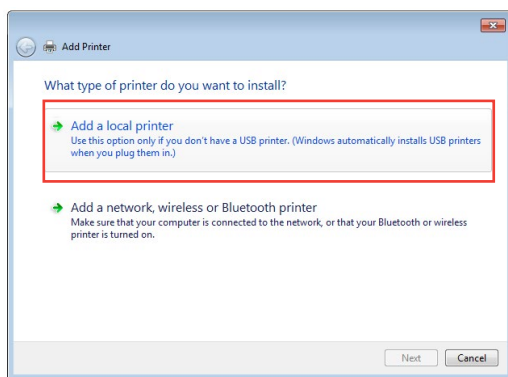 Add Printer
What type of printer do you want to install?
Add a local printer
Use this option only if you don't have a USB printer. (Windows automatically installs USB printers
when you plug them in.)
Add a network, wireless or Bluetooth printer
Make sure that your computer is connected to the network, or that your Bluetooth or wireless
printer is turned on.
Next
Cancel